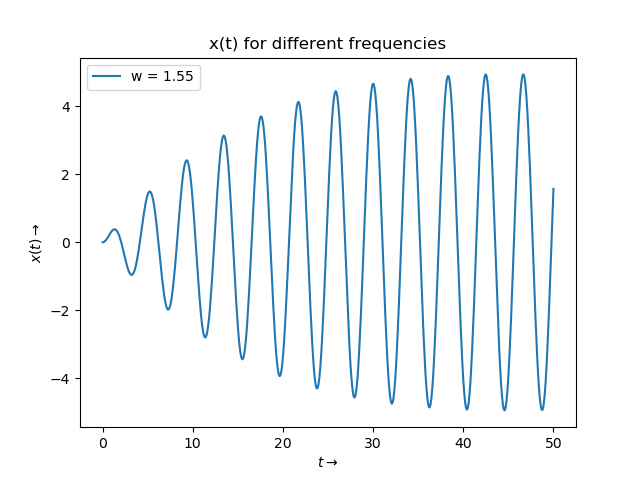 x(t) for different frequencies
w = 1.55
4
2
0
−2
−4
x(t) →
0 10 20 30 40 50
t →